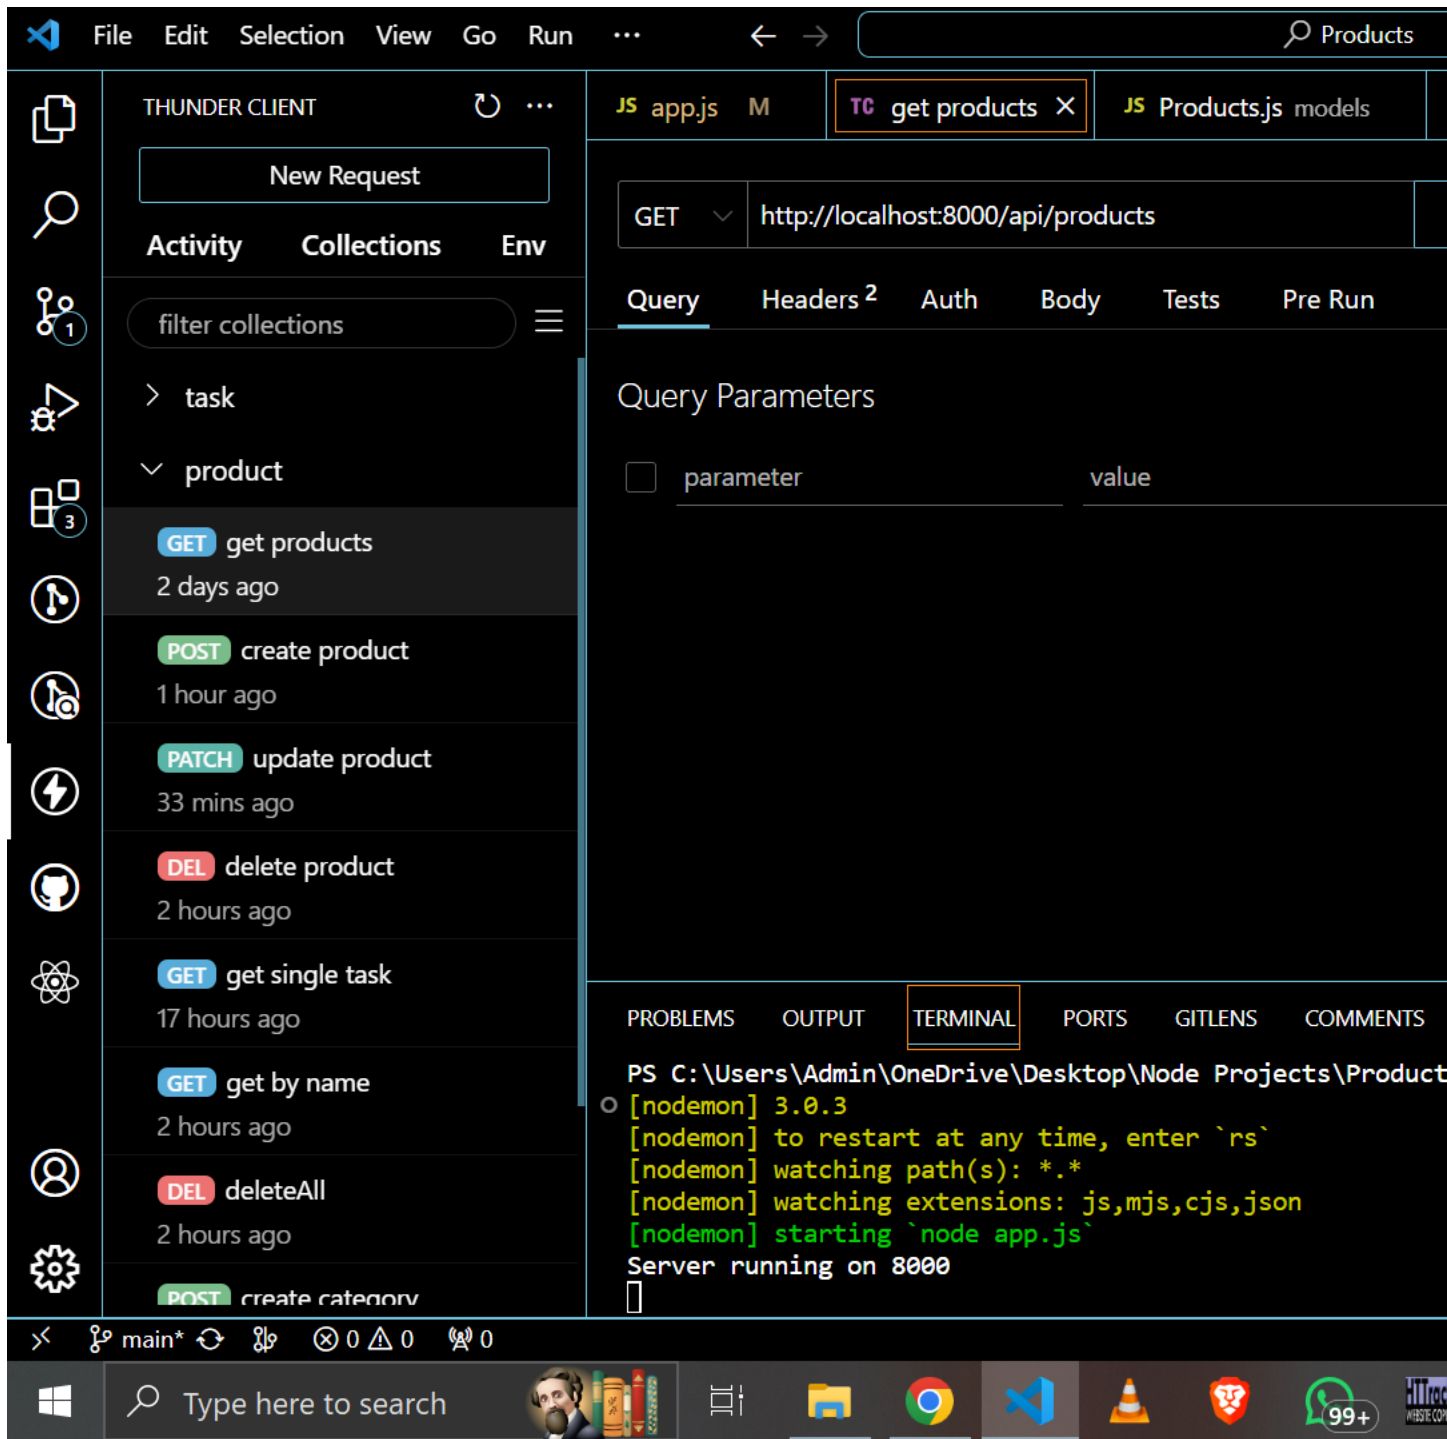 File Edit Selection View Go Run ... Products
THUNDER CLIENT
New Request
Activity Collections Env
filter collections
task
product
GET get products
2 days ago
POST create product
1 hour ago
PATCH update product
33 mins ago
DEL delete product
2 hours ago
GET get single task
17 hours ago
GET get by name
2 hours ago
DEL deleteAll
2 hours ago
POST create category
JS app.js M TC get products JS Products.js models
GET http://localhost:8000/api/products
Query Headers 2 Auth Body Tests Pre Run
Query Parameters
parameter value
PROBLEMS OUTPUT TERMINAL PORTS GITLENS COMMENTS
PS C:\Users\Admin\OneDrive\Desktop\Node Projects\Product
[nodemon] 3.0.3
[nodemon] to restart at any time, enter `rs`
[nodemon] watching path(s): *.*
[nodemon] watching extensions: js,mjs,cjs,json
[nodemon] starting `node app.js`
Server running on 8000
1
3
main* 0 0 0
Type here to search
99+